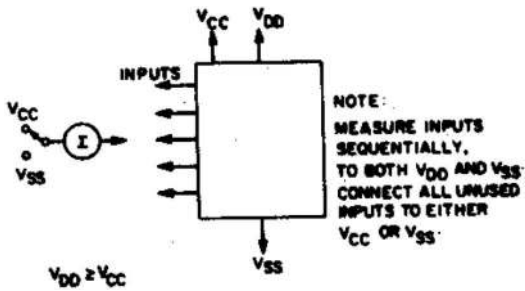 VCC VDD
INPUTS
VCC
I
VSS
NOTE:
MEASURE INPUTS
SEQUENTIALLY,
TO BOTH VDD AND VSS.
CONNECT ALL UNUSED
INPUTS TO EITHER
VCC OR VSS.
VSS
VDD ≥ VCC